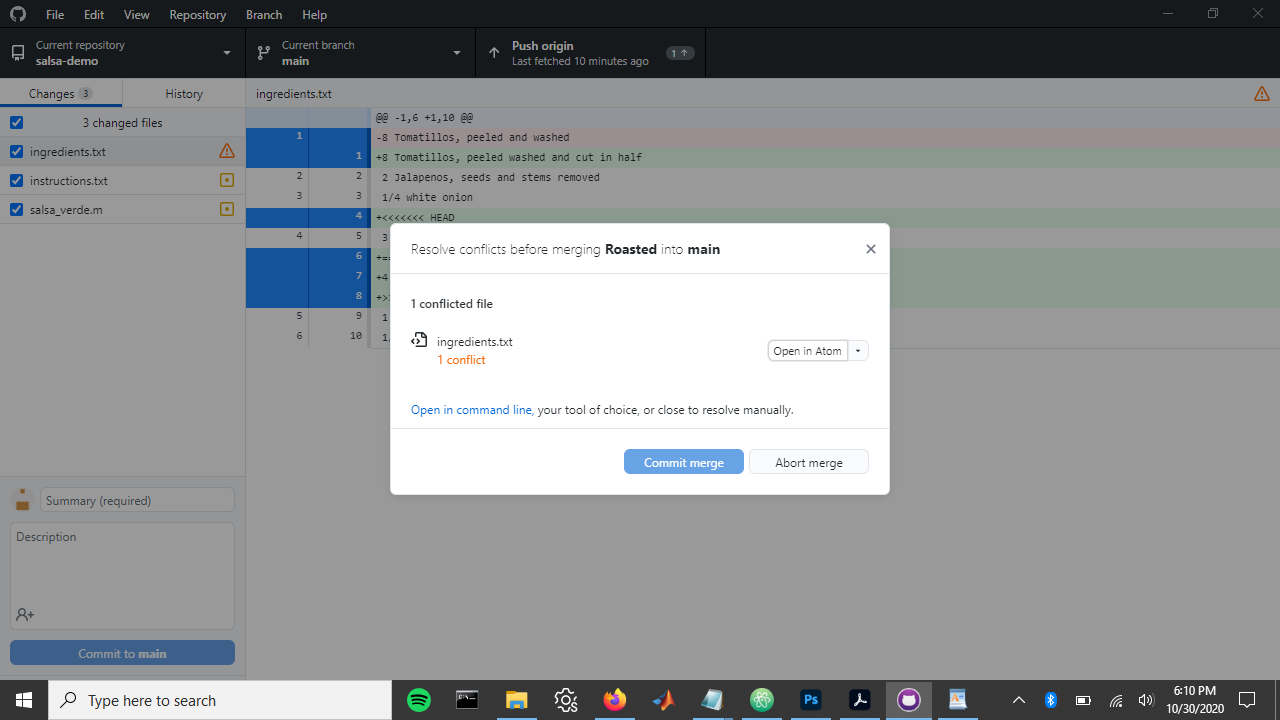 File Edit View Repository Branch Help
Current repository
salsa-demo
Current branch
main
Push origin
Last fetched 10 minutes ago
1
Changes 3 History
ingredients.txt
3 changed files
ingredients.txt
instructions.txt
salsa_verde.m
@@ -1,6 +1,10 @@
1 -8 Tomatillos, peeled and washed
1 +8 Tomatillos, peeled washed and cut in half
2 2 2 Jalapenos, seeds and stems removed
3 3 1/4 white onion
4 +<<<<<<< HEAD
4 5 3
6 +==
7 +4
8
5 9 1
6 10
Resolve conflicts before merging Roasted into main
1 conflicted file
ingredients.txt
1 conflict
Open in Atom
Open in command line, your tool of choice, or close to resolve manually.
Commit merge Abort merge
Summary (required)
Description
Commit to main
Type here to search
Ps
6:10 PM
10/30/2020